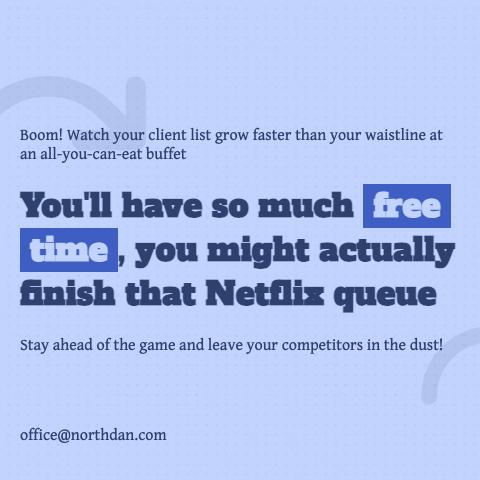 Boom! Watch your client list grow faster than your waistline at
an all-you-can-eat buffet
You'll have so much free
time, you might actually
finish that Netflix queue
Stay ahead of the game and leave your competitors in the dust!
office@northdan.com